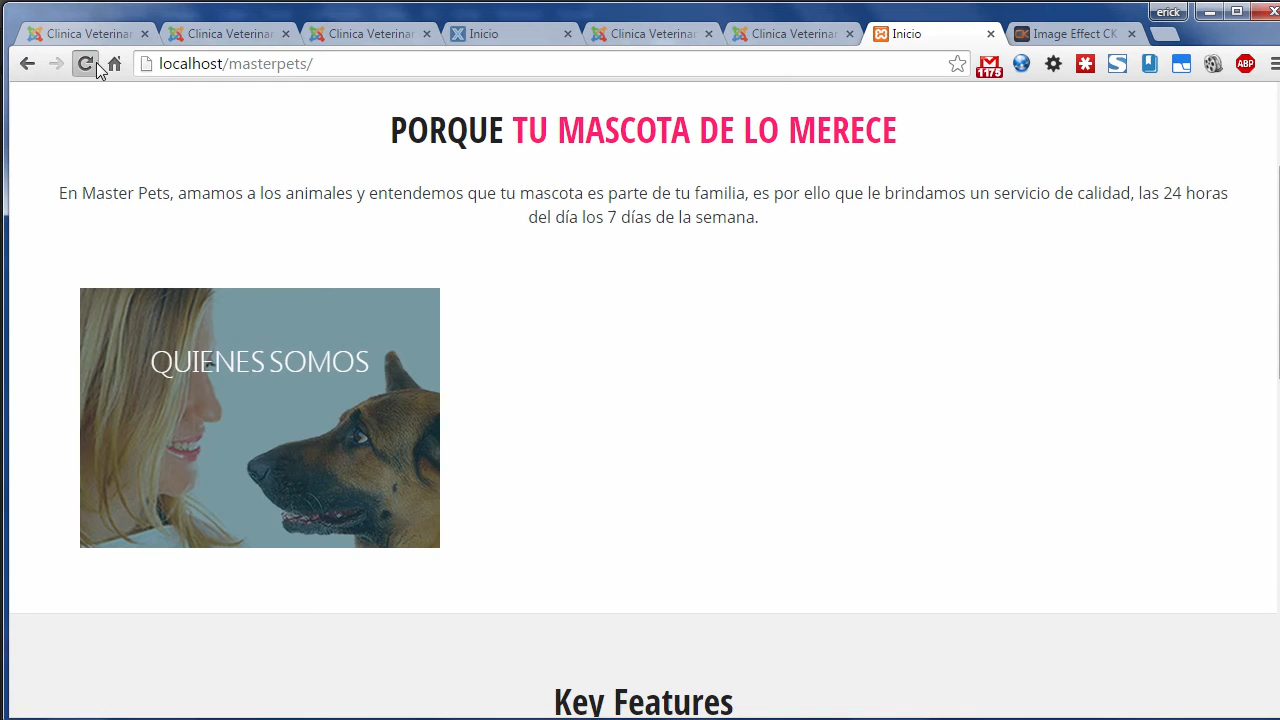 erick
Clinica Veterinar
Clinica Veterinar
Clinica Veterinar
Inicio
Clinica Veterinar
Clinica Veterinar
Inicio
Image Effect CK
localhost/masterpets/
1175
ABP
PORQUE TU MASCOTA DE LO MERECE
En Master Pets, amamos a los animales y entendemos que tu mascota es parte de tu familia, es por ello que le brindamos un servicio de calidad, las 24 horas
del día los 7 días de la semana.
QUIENES SOMOS
Key Features